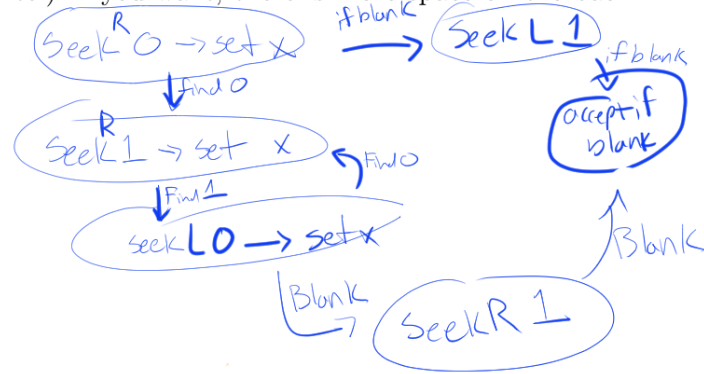 Seek R 0 → set x
if blank
Seek L 1
find 0
if blank
accept if
blank
Seek R 1 → set x
Find 0
Find 1
seek L 0 → set x
Blank
Blank
Seek R 1